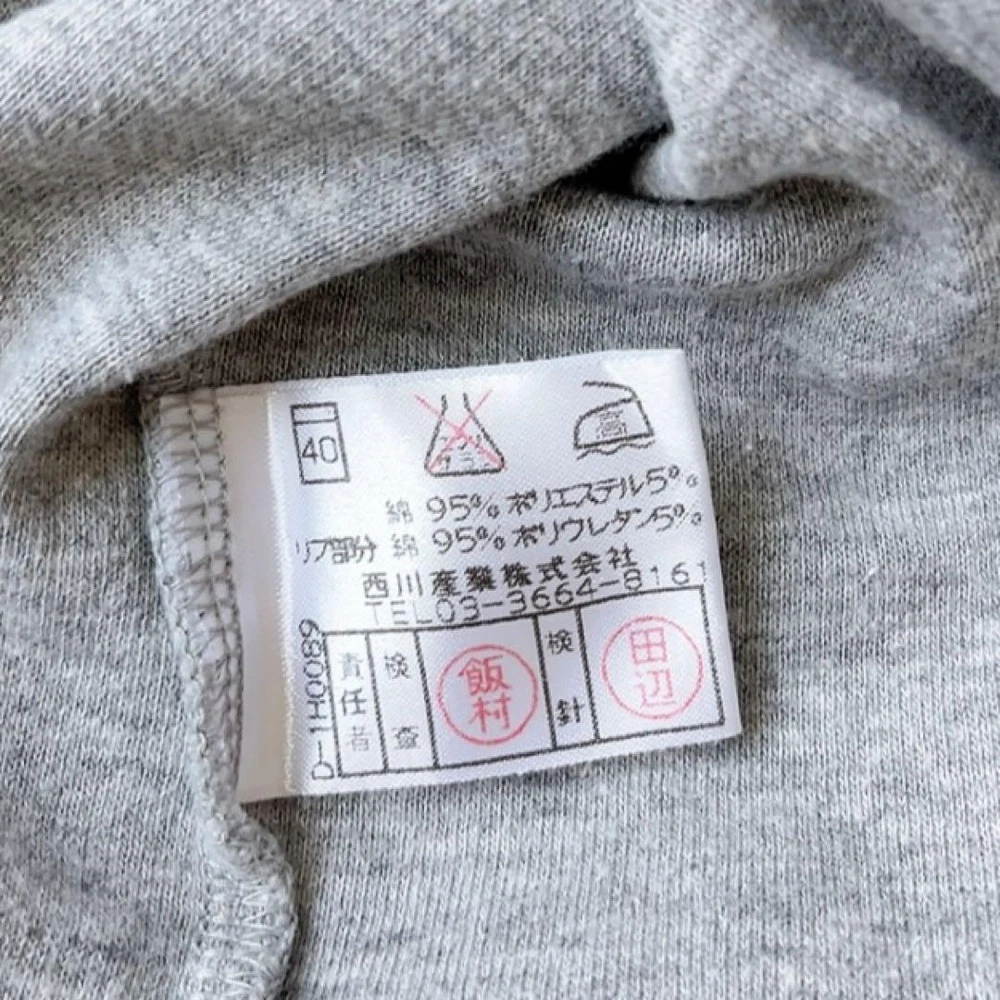 40
高
綿 95% ポリエステル5%
リブ部分 綿 95% ポリウレタン5%
西川産業株式会社
TEL03-3664-8161
D-H0089
責任者 検査 飯村 検針 田辺